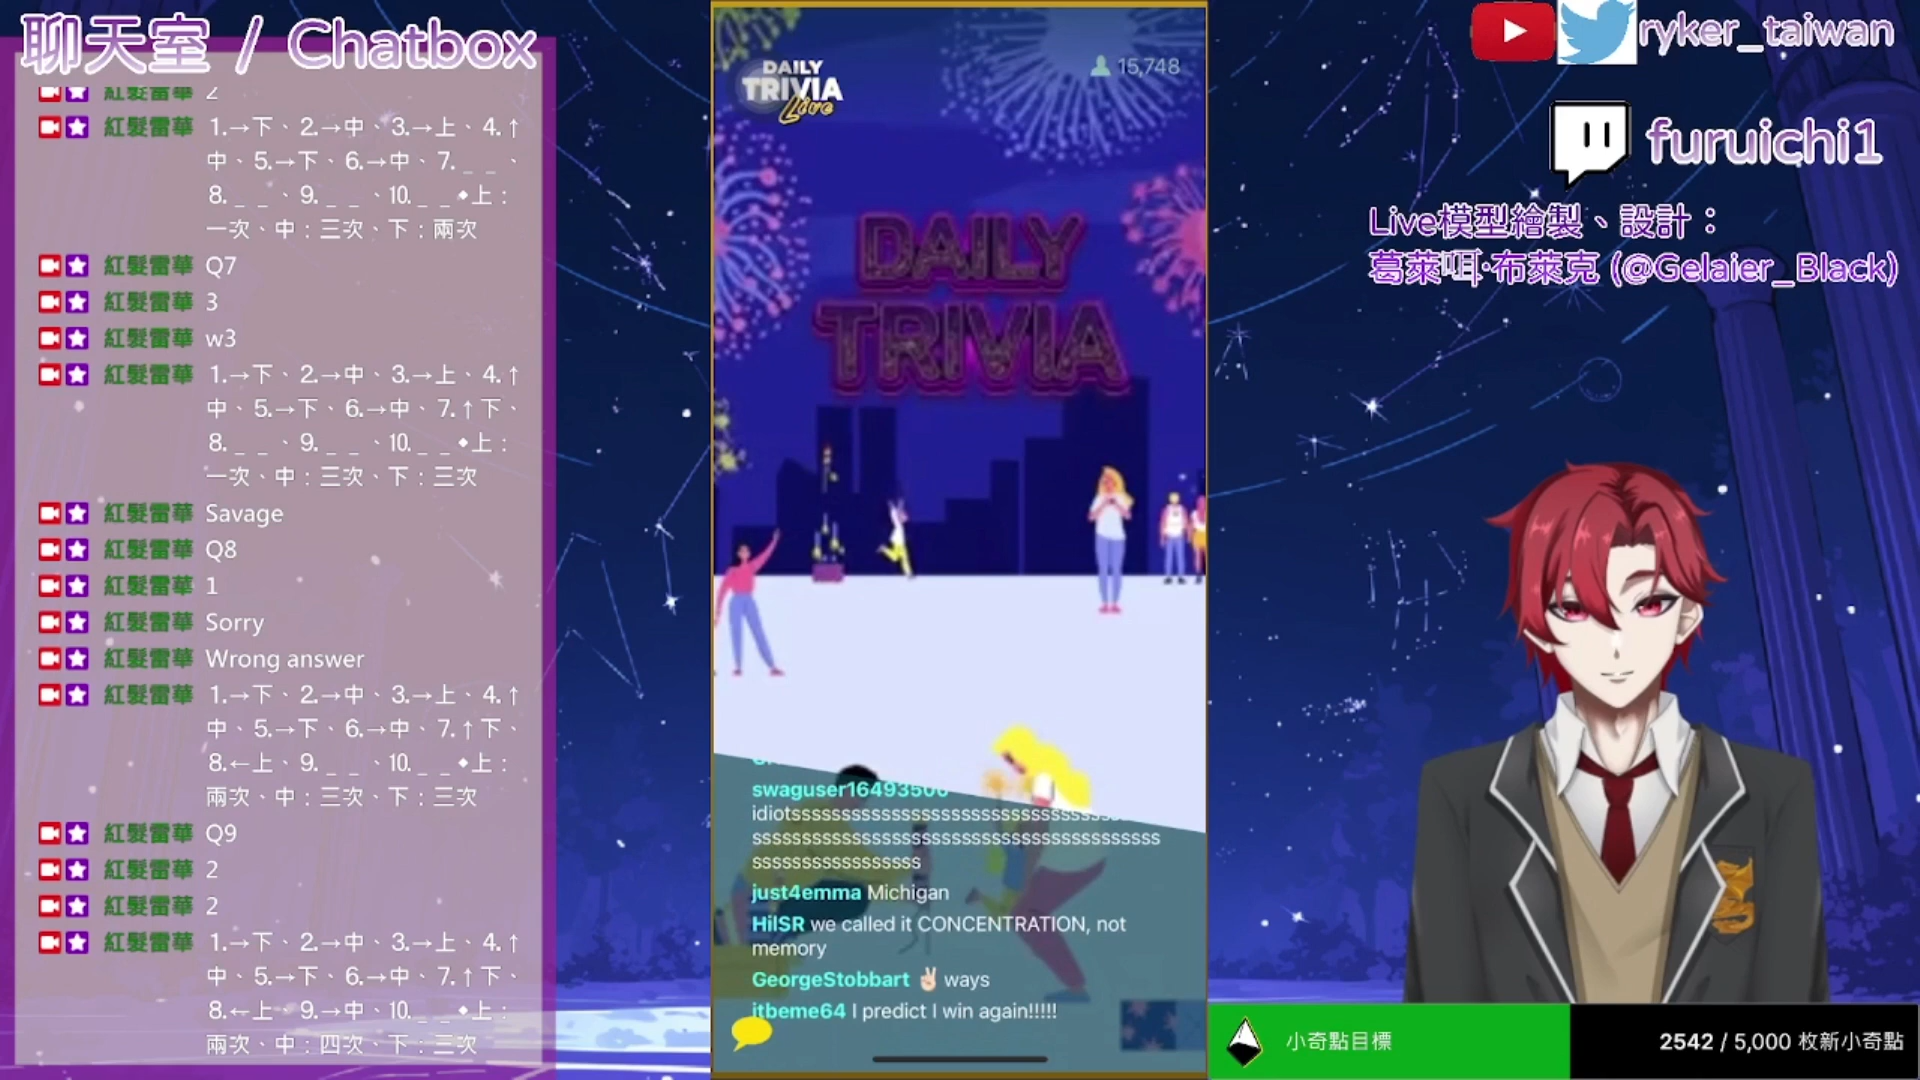 聊天室 / Chatbox
紅髮雷華 2
紅髮雷華 1.→下、2.→中、3.→上、4.↑
中、5.→下、6.→中、7. _ _ 、
8. _ _ 、9. _ _ 、10. _ _ ◆上：
一次、中：三次、下：兩次
紅髮雷華 Q7
紅髮雷華 3
紅髮雷華 w3
紅髮雷華 1.→下、2.→中、3.→上、4.↑
中、5.→下、6.→中、7.↑下、
8. _ _ 、9. _ _ 、10. _ _ ◆上：
一次、中：三次、下：三次
紅髮雷華 Savage
紅髮雷華 Q8
紅髮雷華 1
紅髮雷華 Sorry
紅髮雷華 Wrong answer
紅髮雷華 1.→下、2.→中、3.→上、4.↑
中、5.→下、6.→中、7.↑下、
8.←上、9. _ _ 、10. _ _ ◆上：
兩次、中：三次、下：三次
紅髮雷華 Q9
紅髮雷華 2
紅髮雷華 2
紅髮雷華 1.→下、2.→中、3.→上、4.↑
中、5.→下、6.→中、7.↑下、
8.←上、9.→中、10. _ _ ◆上：
兩次、中：四次、下：三次
DAILY
TRIVIA
Live
15,748
DAILY
TRIVIA
swaguser16493506
idiotsssssssssssssssssssssssssssssssssss
sssssssssssssssssssssssssssssssssssssssss
sssssssssssssssss
just4emma Michigan
HilSR we called it CONCENTRATION, not
memory
GeorgeStobbart ✌🏻 ways
itbeme64 I predict I win again!!!!!
ryker_taiwan
furuichi1
Live模型繪製、設計：
葛萊咡·布萊克 (@Gelaier_Black)
小奇點目標
2542 / 5,000 枚新小奇點